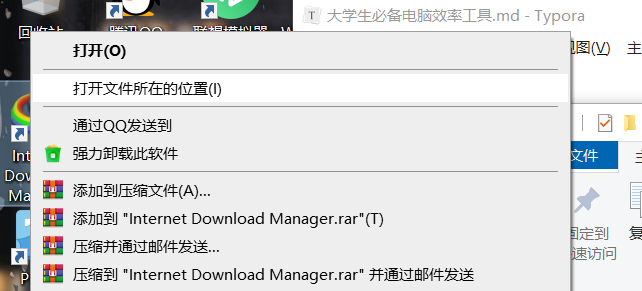 回收站
腾讯QQ
联想模拟器
W
T 大学生必备电脑效率工具.md - Typora
打开(O)
视图(V)
打开文件所在的位置(I)
通过QQ发送到
强力卸载此软件
文件
主
Int
Dow
Ma
添加到压缩文件(A)...
添加到 "Internet Download Manager.rar"(T)
固定到
复
速访问
压缩并通过邮件发送...
压缩到 "Internet Download Manager.rar" 并通过邮件发送
P